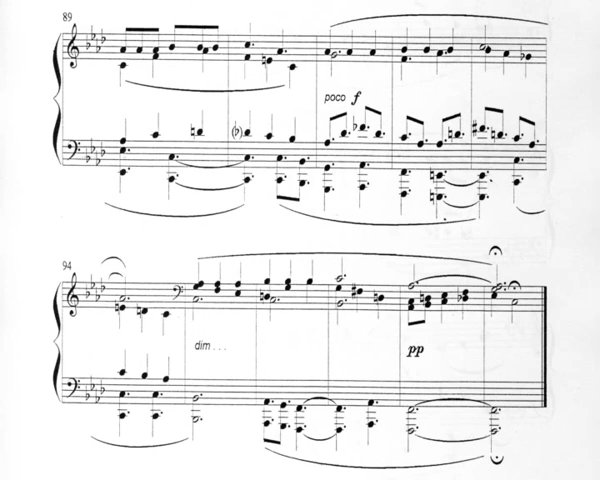 89
poco f
94
dim . . .
pp